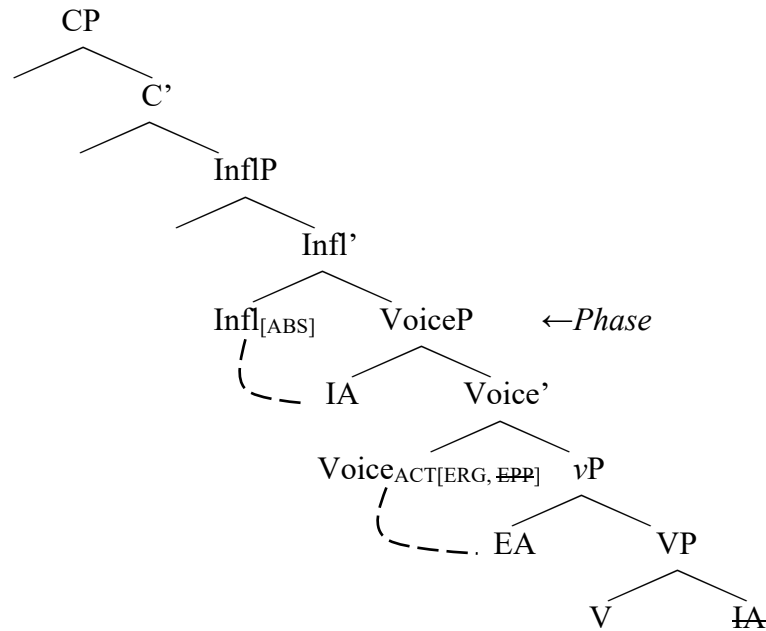 CP
C’
InflP
Infl’
Infl[ABS] VoiceP ←Phase
IA Voice’
VoiceACT[ERG, EPP] vP
EA VP
V IA